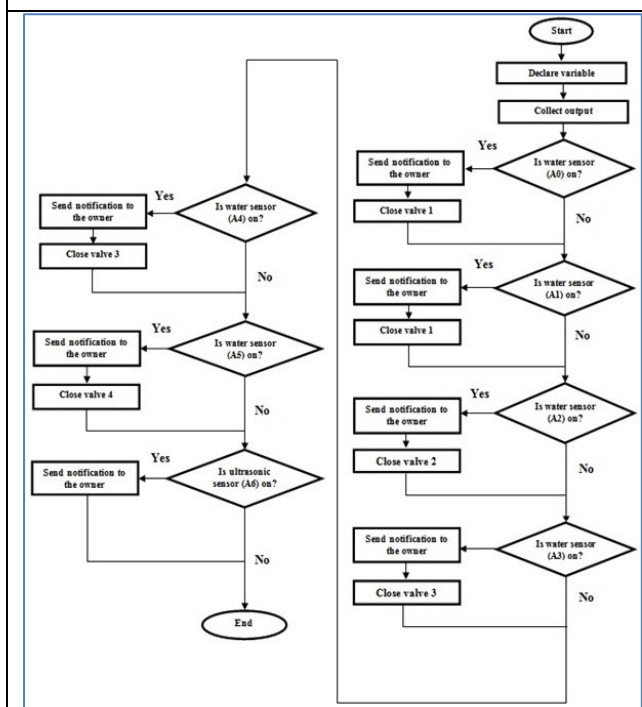 Start
Declare variable
Collect output
Is water sensor
(A0) on?
Yes
Send notification to
the owner
Close valve 1
No
Is water sensor
(A1) on?
Yes
Send notification to
the owner
Close valve 1
No
Is water sensor
(A2) on?
Yes
Send notification to
the owner
Close valve 2
No
Is water sensor
(A3) on?
Send notification to
the owner
Close valve 3
No
Is water sensor
(A4) on?
Yes
Send notification to
the owner
Close valve 3
No
Is water sensor
(A5) on?
Yes
Send notification to
the owner
Close valve 4
No
Is ultrasonic
sensor (A6) on?
Yes
Send notification to
the owner
No
End